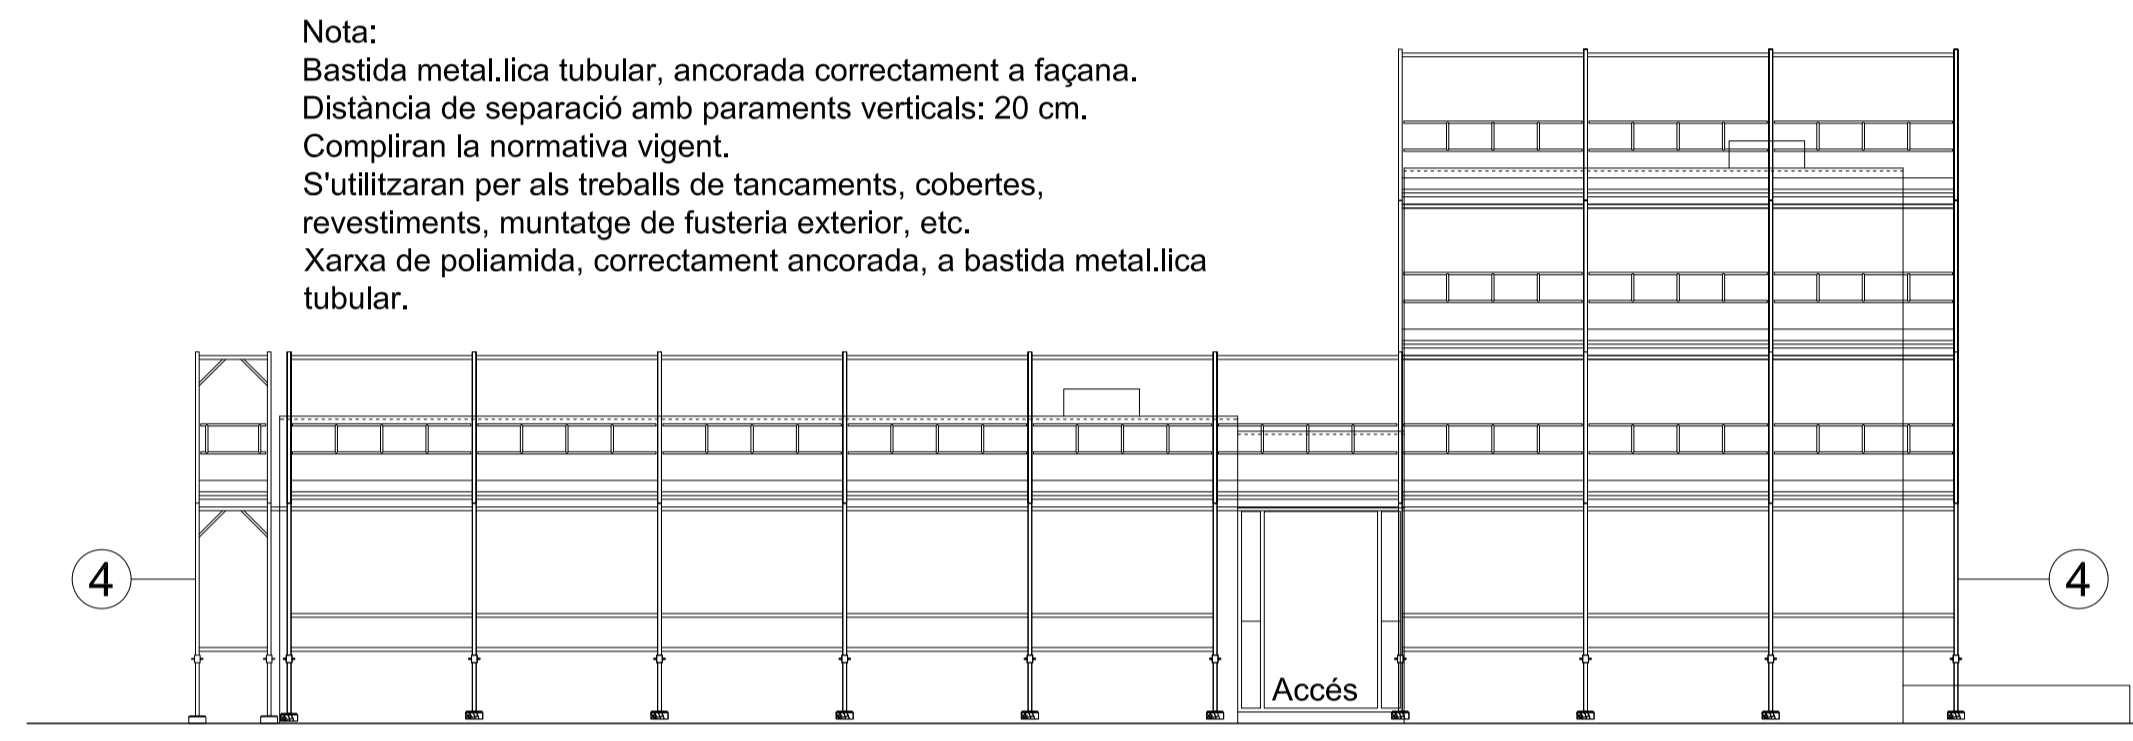 Nota:
Bastida metal.lica tubular, ancorada correctament a façana.
Distància de separació amb paraments verticals: 20 cm.
Compliran la normativa vigent.
S'utilitzaran per als treballs de tancaments, cobertes,
revestiments, muntatge de fusteria exterior, etc.
Xarxa de poliamida, correctament ancorada, a bastida metal.lica
tubular.
4
4
Accés